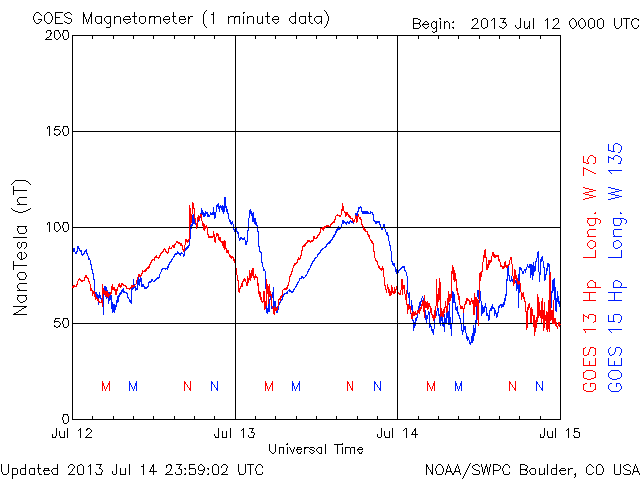 GOES Magnetometer (1 minute data)
Begin: 2013 Jul 12 0000 UTC
200
150
100
50
0
NanoTesla (nT)
M M N N M M N N M M N N
Jul 12 Jul 13 Jul 14 Jul 15
Universal Time
GOES 13 Hp Long. W 75
GOES 15 Hp Long. W 135
Updated 2013 Jul 14 23:59:02 UTC
NOAA/SWPC Boulder, CO USA